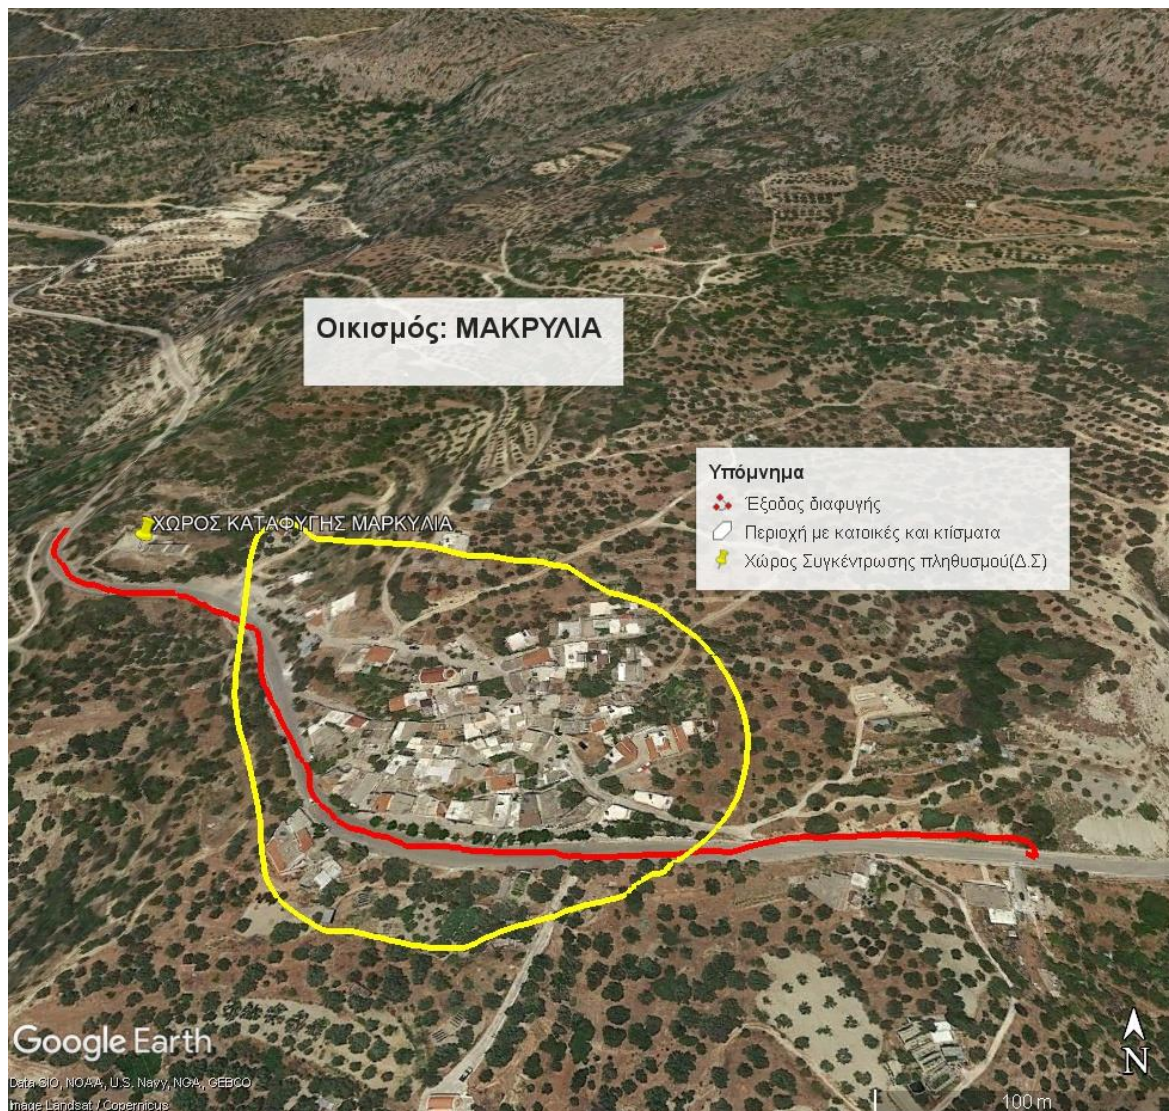 Οικισμός: ΜΑΚΡΥΛΙΑ
Υπόμνημα
Έξοδος διαφυγής
Περιοχή με κατοικές και κτίσματα
Χώρος Συγκέντρωσης πληθυσμού(Δ.Σ)
ΧΩΡΟΣ ΚΑΤΑΦΥΓΗΣ ΜΑΡΚΥΛΙΑ
Google Earth
N
Data SIO, NOAA, U.S. Navy, NGA, GEBCO
Image Landsat / Copernicus
100 m